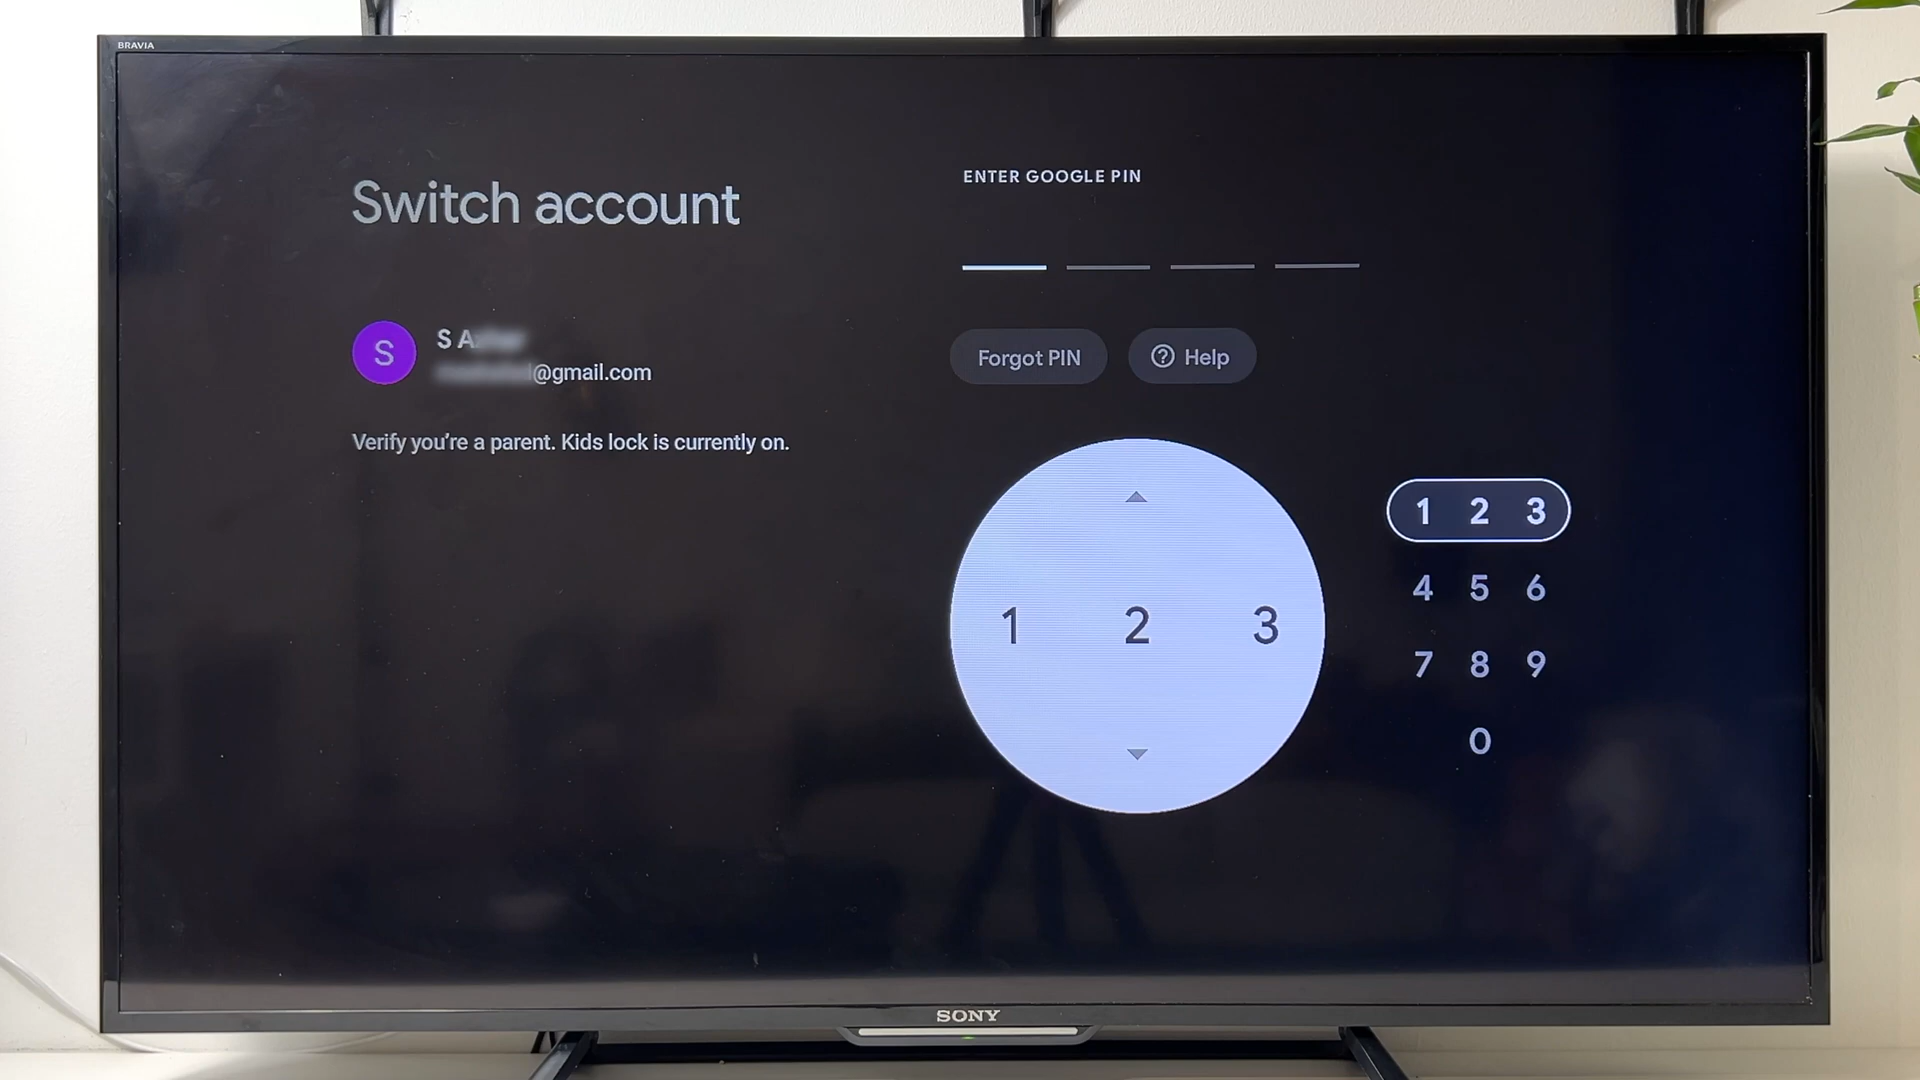 BRAVIA
Switch account
S
S A
@gmail.com
Verify you're a parent. Kids lock is currently on.
ENTER GOOGLE PIN
Forgot PIN
? Help
1 2 3
1 2 3
4 5 6
7 8 9
0
SONY